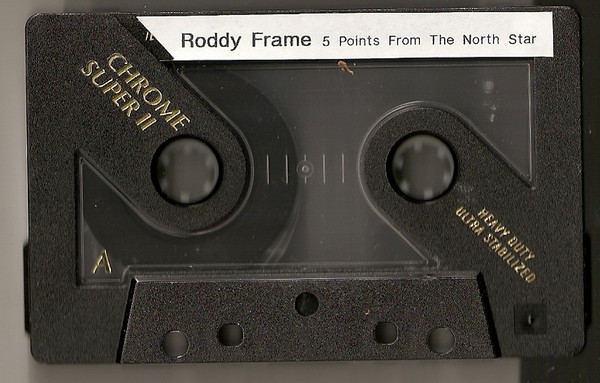 Roddy Frame 5 Points From The North Star
CHROME
SUPER II
A
HEAVY DUTY
ULTRA STABILIZED